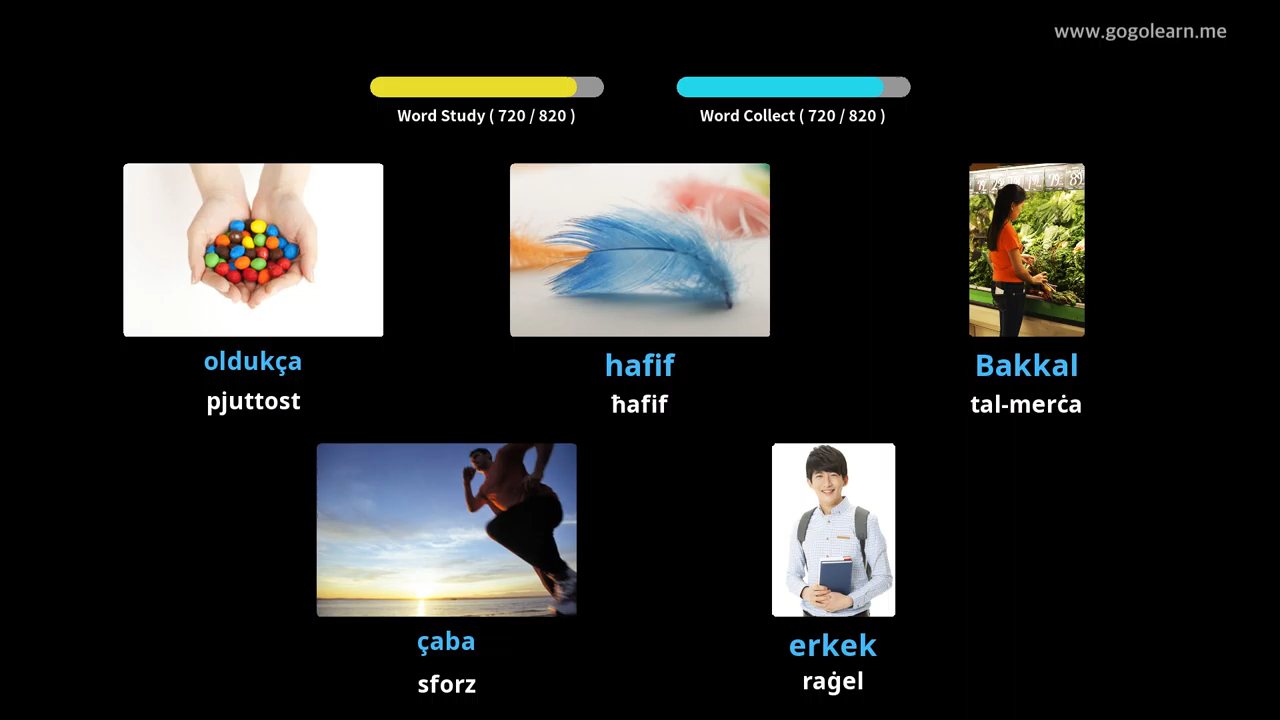 www.gogolearn.me
Word Study ( 720 / 820 )
Word Collect ( 720 / 820 )
oldukça
pjuttost
hafif
ħafif
Bakkal
tal-merċa
çaba
sforz
erkek
raġel